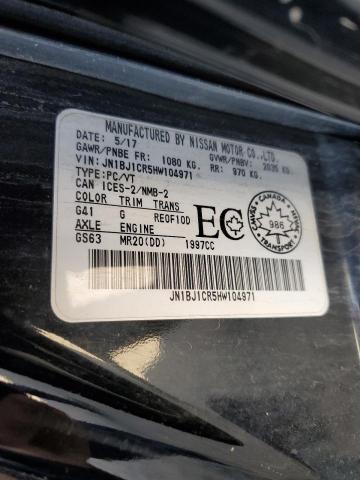 MANUFACTURED BY NISSAN MOTOR CO.,LTD.
DATE: 5/17 GVWR/PNBV: 2035 KG.
GAWR/PNBE FR: 1080 KG. RR: 970 KG.
VIN:JN1BJ1CR5HW104971
TYPE:PC/VT
CAN ICES-2/NMB-2
COLOR TRIM TRANS
G41 G REOF10D
AXLE ENGINE
GS63 MR20(DD) 1997CC
EC
CANADA
986
JN1BJ1CR5HW104971